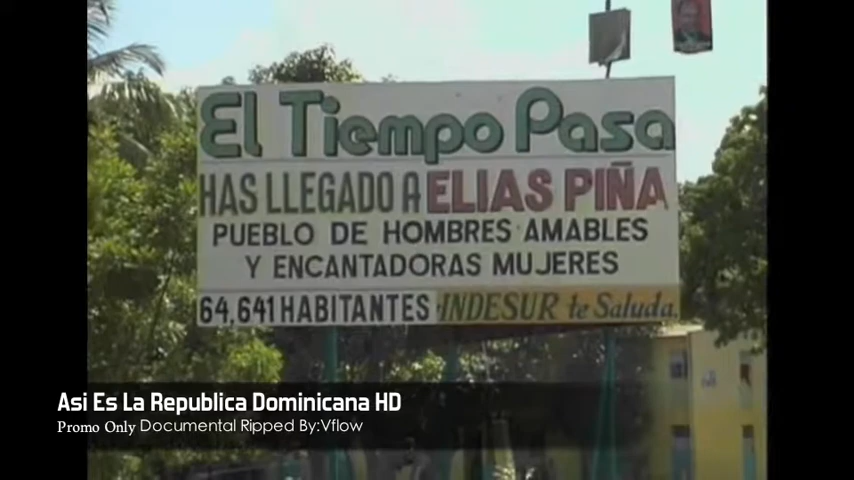 El Tiempo Pasa
HAS LLEGADO A ELIAS PIÑA
PUEBLO DE HOMBRES AMABLES
Y ENCANTADORAS MUJERES
64,641 HABITANTES INDESUR te Saluda.
Asi Es La Republica Dominicana HD
Promo Only Documental Ripped By:Vflow